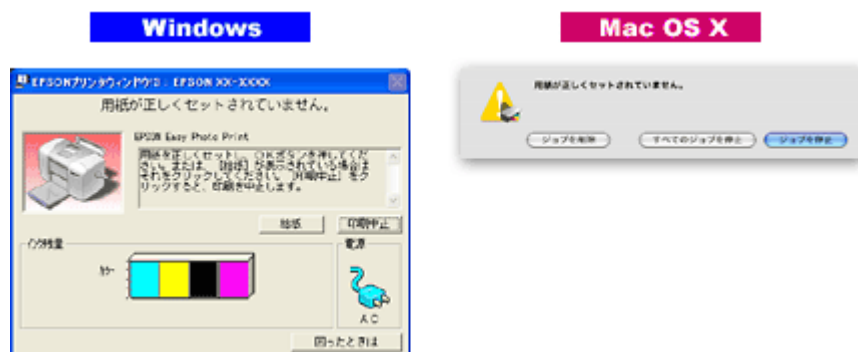 Windows
Mac OS X
EPSONプリンタウィンドウ!3 : EPSON XX-XXXX
用紙が正しくセットされていません。
EPSON Easy Photo Print
用紙を正しくセットし、OKボタンを押してくだ
さい。または、[給紙]が表示されている場合は
それをクリックしてください。[印刷中止]をク
リックすると、印刷を中止します。
給紙
印刷中止
インク残量
カラー
電源
AC
困ったときは
用紙が正しくセットされていません。
ジョブを削除
すべてのジョブを停止
ジョブを停止